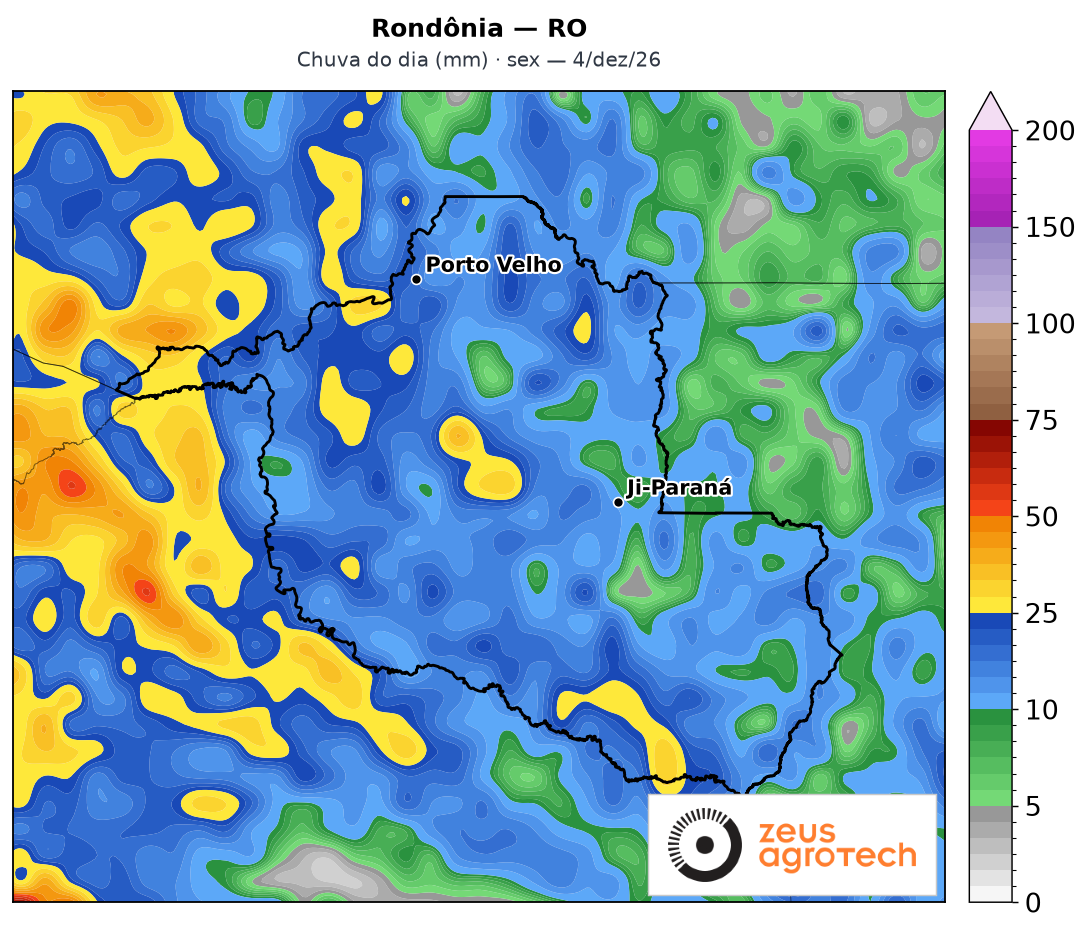 Rondônia — RO
Chuva do dia (mm) · sex — 4/dez/26
Porto Velho
Ji-Paraná
200
150
100
75
50
25
10
5
0
zeus
agrotech